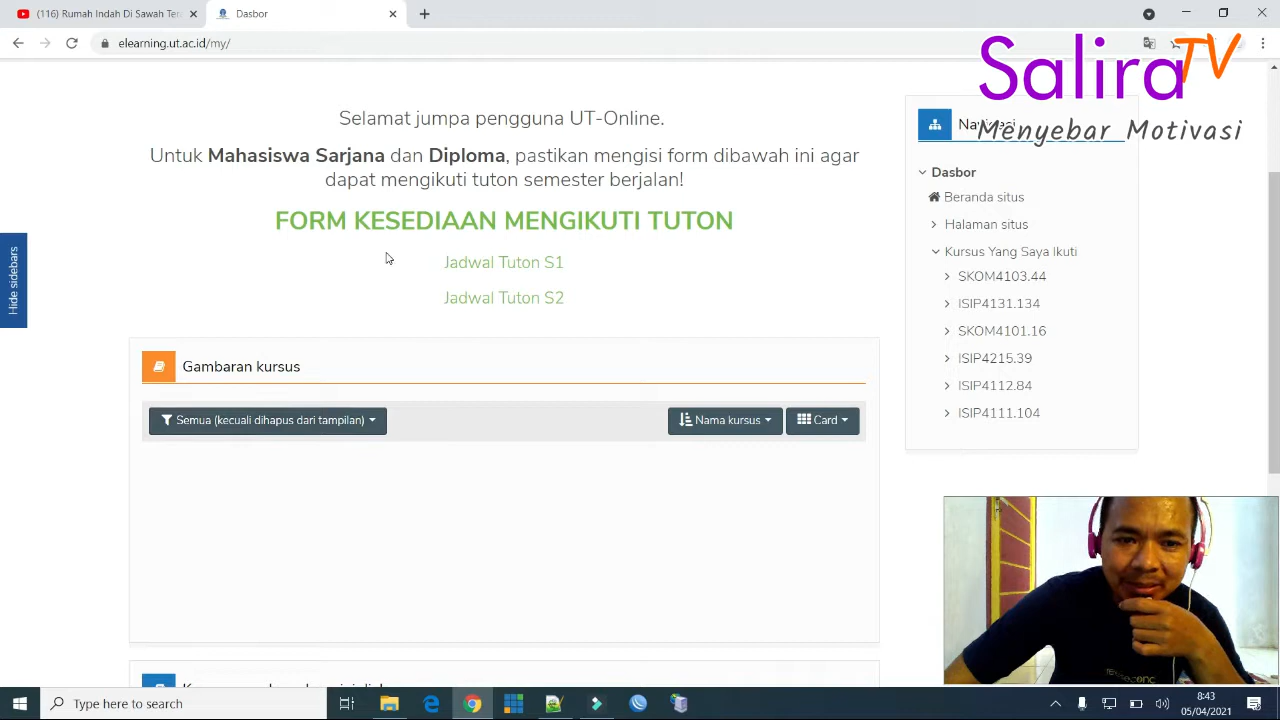 (116) Rumah Indah Di Sawah Ten
Dasbor
elearning.ut.ac.id/my/
Salira TV
Menyebar Motivasi
Selamat jumpa pengguna UT-Online.
Untuk Mahasiswa Sarjana dan Diploma, pastikan mengisi form dibawah ini agar
dapat mengikuti tuton semester berjalan!
FORM KESEDIAAN MENGIKUTI TUTON
Jadwal Tuton S1
Jadwal Tuton S2
Hide sidebars
Gambaran kursus
Semua (kecuali dihapus dari tampilan)
Nama kursus
Card
Navigasi
Dasbor
Beranda situs
Halaman situs
Kursus Yang Saya Ikuti
SKOM4103.44
ISIP4131.134
SKOM4101.16
ISIP4215.39
ISIP4112.84
ISIP4111.104
Type here to search
8:43
05/04/2021